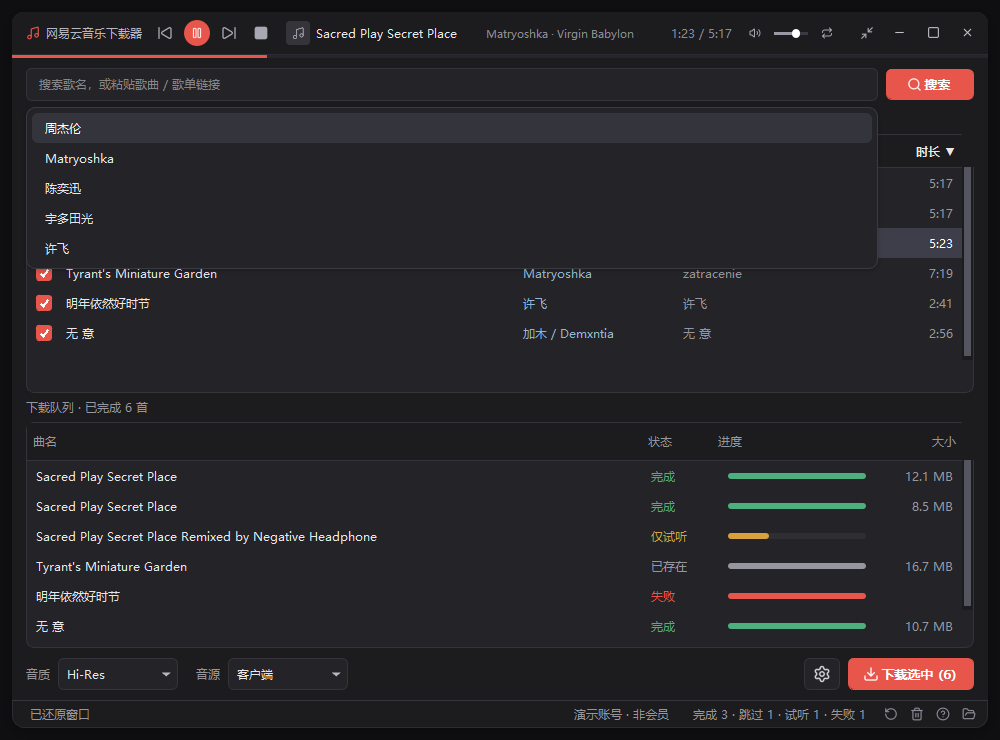 网易云音乐下载器 Sacred Play Secret Place Matryoshka · Virgin Babylon 1:23 / 5:17
搜索歌名，或粘贴歌曲 / 歌单链接 搜索
周杰伦
Matryoshka
陈奕迅
宇多田光
许飞
时长 ▼
5:17
5:17
5:23
Tyrant's Miniature Garden Matryoshka zatracenie 7:19
明年依然好时节 许飞 许飞 2:41
无 意 加木 / Demxntia 无 意 2:56
下载队列 · 已完成 6 首
曲名 状态 进度 大小
Sacred Play Secret Place 完成 12.1 MB
Sacred Play Secret Place 完成 8.5 MB
Sacred Play Secret Place Remixed by Negative Headphone 仅试听
Tyrant's Miniature Garden 已存在 16.7 MB
明年依然好时节 失败
无 意 完成 10.7 MB
音质 Hi-Res 音源 客户端 下载选中 (6)
已还原窗口 演示账号 · 非会员 完成 3 · 跳过 1 · 试听 1 · 失败 1